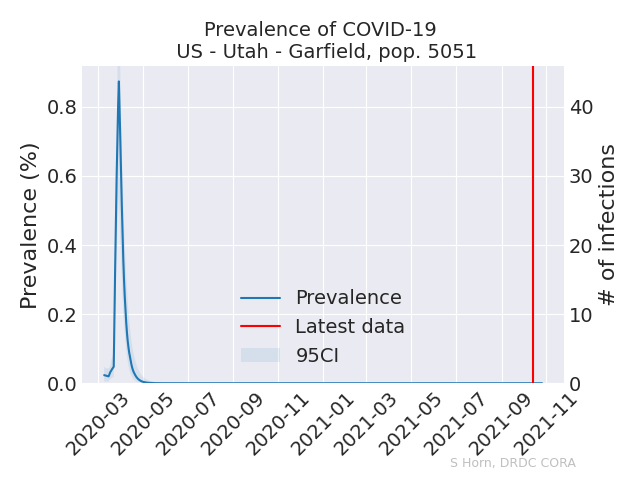 Prevalence of COVID-19
US - Utah - Garfield, pop. 5051
Prevalence (%)
0.8
0.6
0.4
0.2
0.0
# of infections
40
30
20
10
0
Prevalence
Latest data
95CI
2020-03
2020-05
2020-07
2020-09
2020-11
2021-01
2021-03
2021-05
2021-07
2021-09
2021-11
S Horn, DRDC CORA